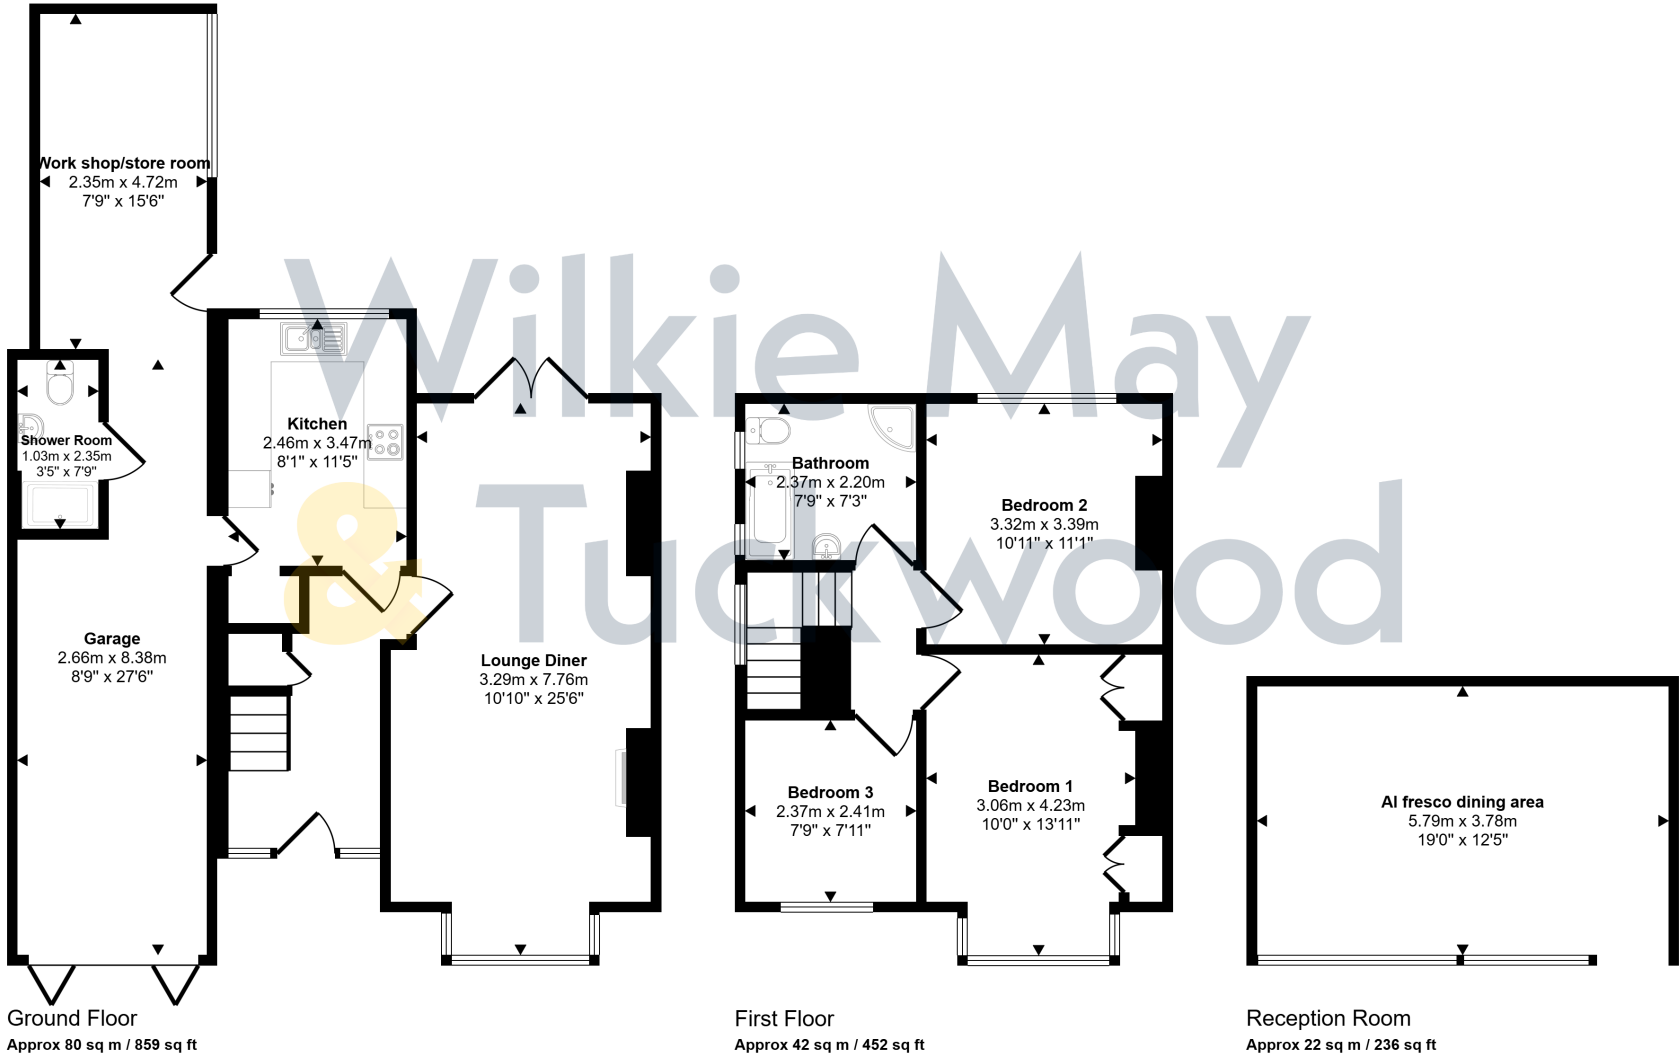 Work shop/store room
2.35m x 4.72m
7'9" x 15'6"
Shower Room
1.03m x 2.35m
3'5" x 7'9"
Kitchen
2.46m x 3.47m
8'1" x 11'5"
Garage
2.66m x 8.38m
8'9" x 27'6"
Lounge Diner
3.29m x 7.76m
10'10" x 25'6"
Bathroom
2.37m x 2.20m
7'9" x 7'3"
Bedroom 2
3.32m x 3.39m
10'11" x 11'1"
Bedroom 3
2.37m x 2.41m
7'9" x 7'11"
Bedroom 1
3.06m x 4.23m
10'0" x 13'11"
Al fresco dining area
5.79m x 3.78m
19'0" x 12'5"
Wilkie May
& Tuckwood
Ground Floor
Approx 80 sq m / 859 sq ft
First Floor
Approx 42 sq m / 452 sq ft
Reception Room
Approx 22 sq m / 236 sq ft